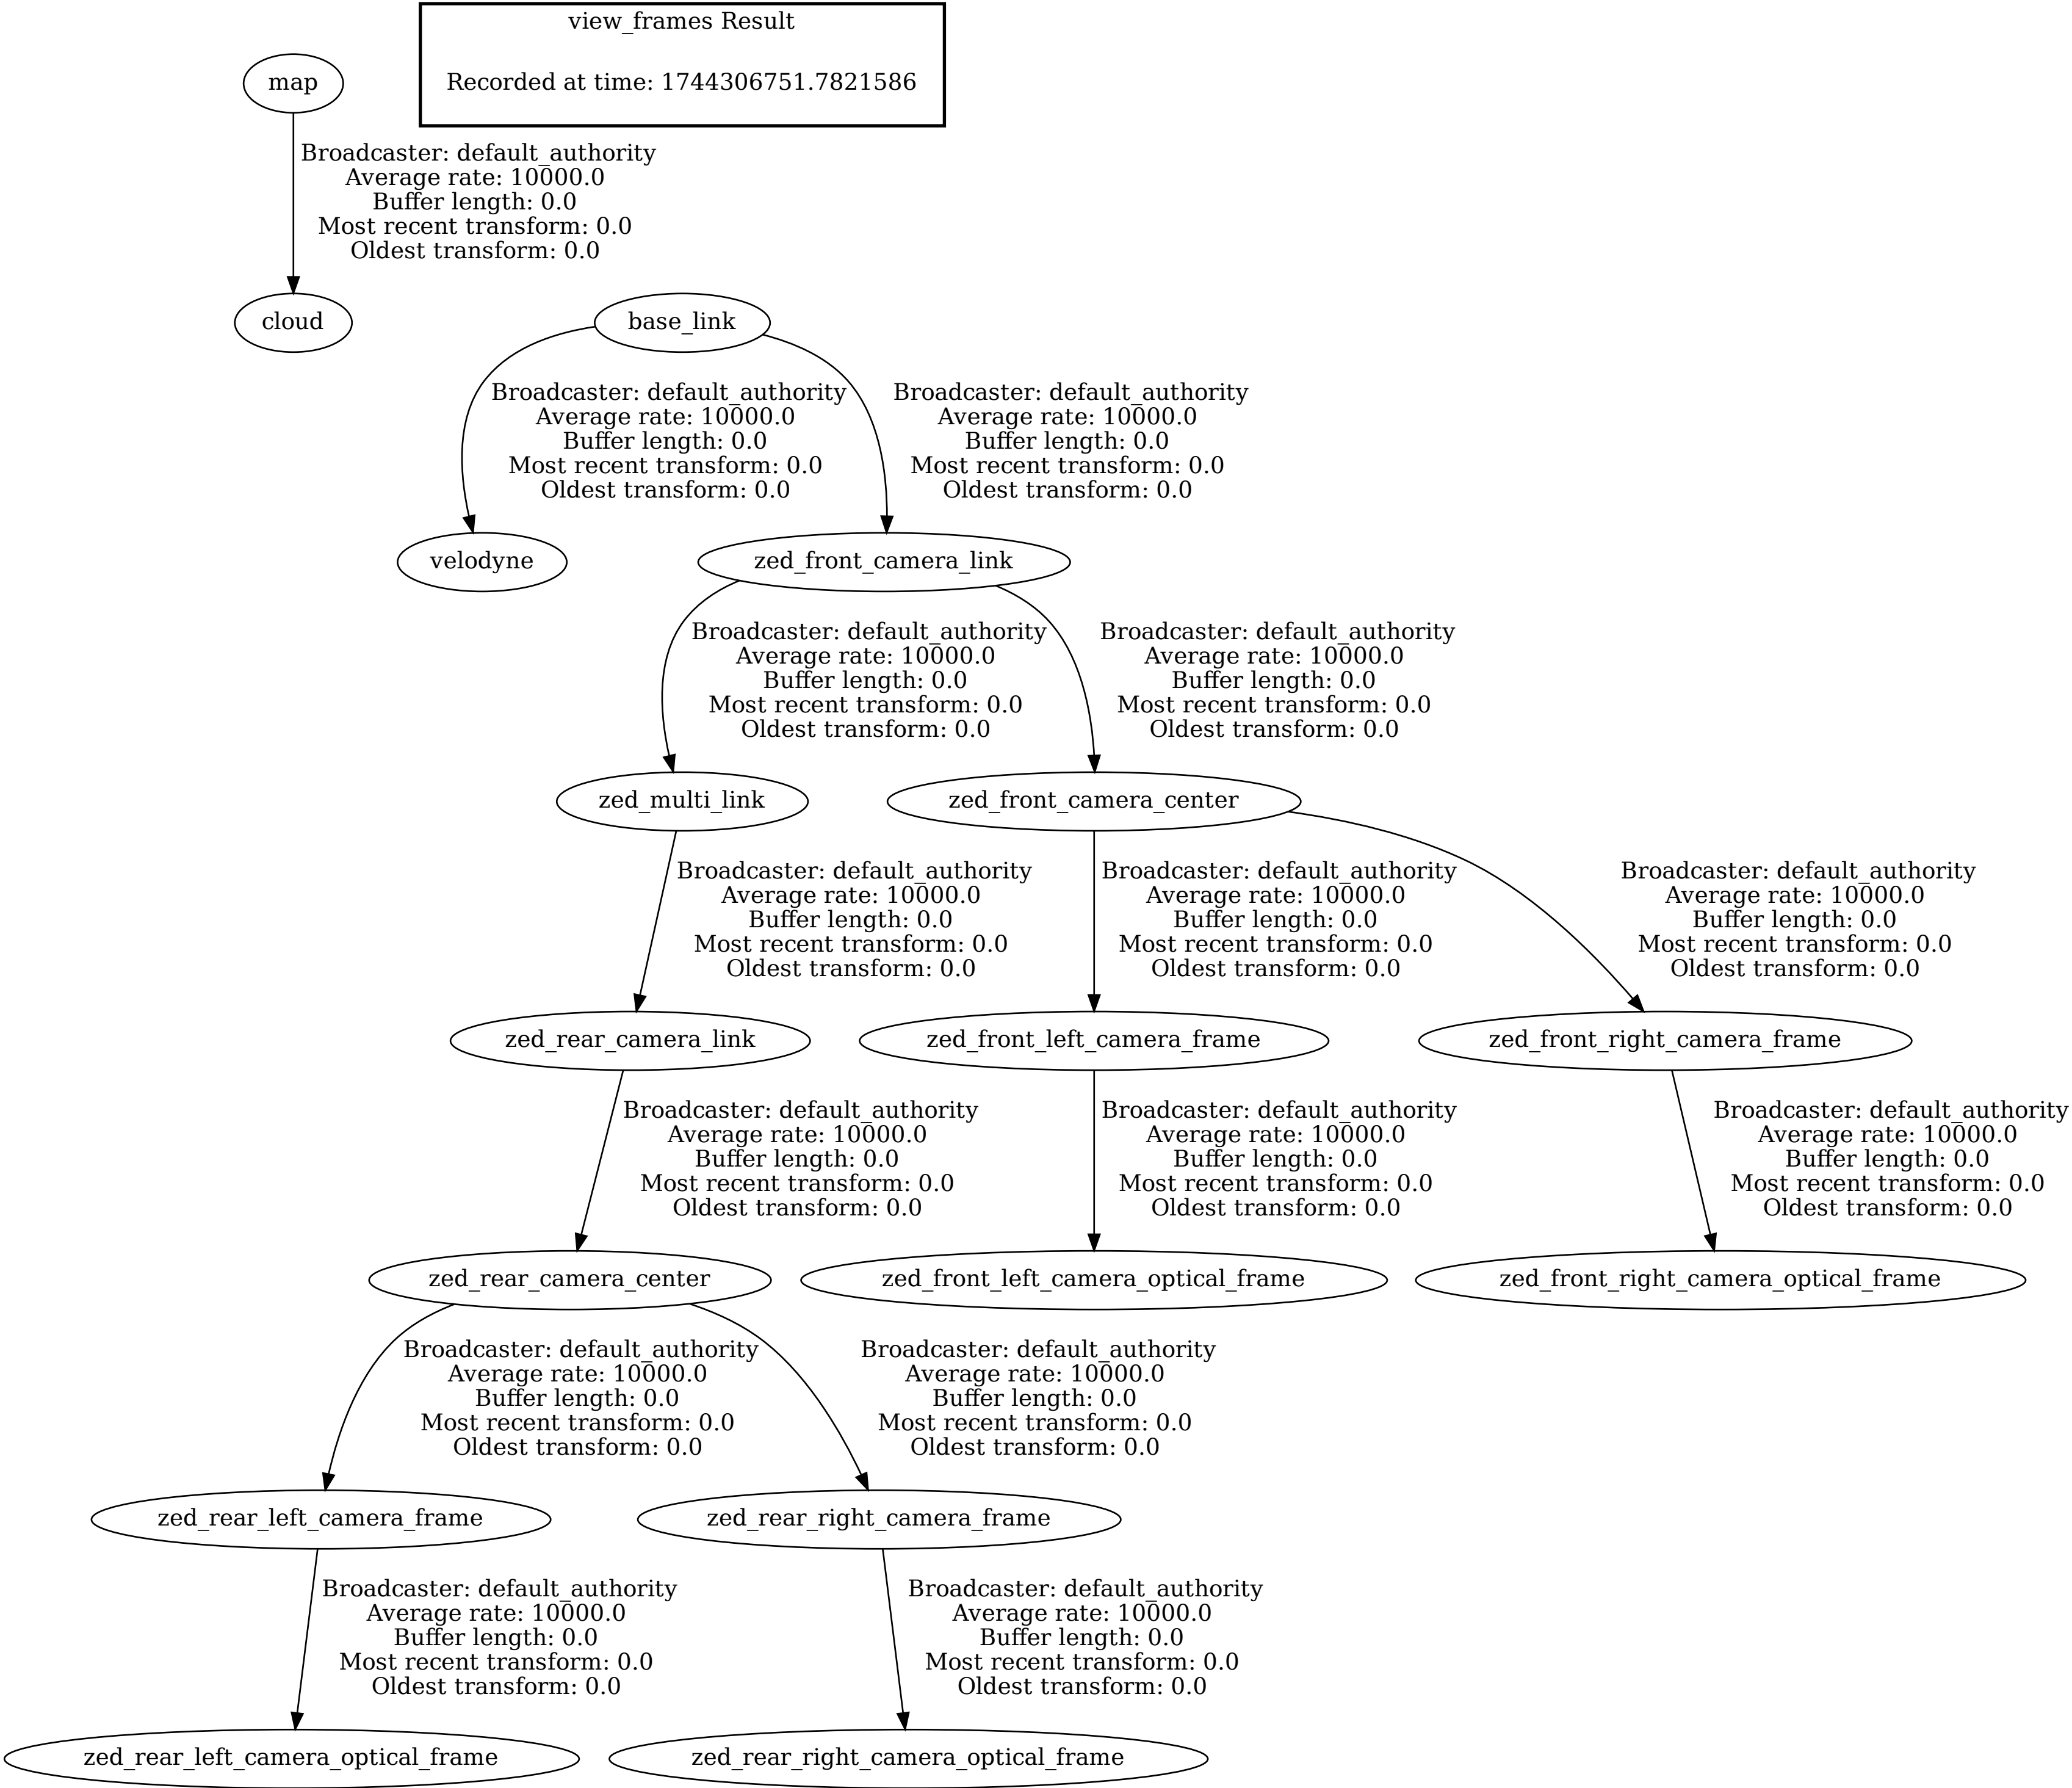 view_frames Result
Recorded at time: 1744306751.7821586
map
Broadcaster: default_authority
Average rate: 10000.0
Buffer length: 0.0
Most recent transform: 0.0
Oldest transform: 0.0
cloud
base_link
Broadcaster: default_authority
Average rate: 10000.0
Buffer length: 0.0
Most recent transform: 0.0
Oldest transform: 0.0
Broadcaster: default_authority
Average rate: 10000.0
Buffer length: 0.0
Most recent transform: 0.0
Oldest transform: 0.0
velodyne
zed_front_camera_link
Broadcaster: default_authority
Average rate: 10000.0
Buffer length: 0.0
Most recent transform: 0.0
Oldest transform: 0.0
Broadcaster: default_authority
Average rate: 10000.0
Buffer length: 0.0
Most recent transform: 0.0
Oldest transform: 0.0
zed_multi_link
zed_front_camera_center
Broadcaster: default_authority
Average rate: 10000.0
Buffer length: 0.0
Most recent transform: 0.0
Oldest transform: 0.0
Broadcaster: default_authority
Average rate: 10000.0
Buffer length: 0.0
Most recent transform: 0.0
Oldest transform: 0.0
Broadcaster: default_authority
Average rate: 10000.0
Buffer length: 0.0
Most recent transform: 0.0
Oldest transform: 0.0
zed_rear_camera_link
zed_front_left_camera_frame
zed_front_right_camera_frame
Broadcaster: default_authority
Average rate: 10000.0
Buffer length: 0.0
Most recent transform: 0.0
Oldest transform: 0.0
Broadcaster: default_authority
Average rate: 10000.0
Buffer length: 0.0
Most recent transform: 0.0
Oldest transform: 0.0
Broadcaster: default_authority
Average rate: 10000.0
Buffer length: 0.0
Most recent transform: 0.0
Oldest transform: 0.0
zed_rear_camera_center
zed_front_left_camera_optical_frame
zed_front_right_camera_optical_frame
Broadcaster: default_authority
Average rate: 10000.0
Buffer length: 0.0
Most recent transform: 0.0
Oldest transform: 0.0
Broadcaster: default_authority
Average rate: 10000.0
Buffer length: 0.0
Most recent transform: 0.0
Oldest transform: 0.0
zed_rear_left_camera_frame
zed_rear_right_camera_frame
Broadcaster: default_authority
Average rate: 10000.0
Buffer length: 0.0
Most recent transform: 0.0
Oldest transform: 0.0
Broadcaster: default_authority
Average rate: 10000.0
Buffer length: 0.0
Most recent transform: 0.0
Oldest transform: 0.0
zed_rear_left_camera_optical_frame
zed_rear_right_camera_optical_frame